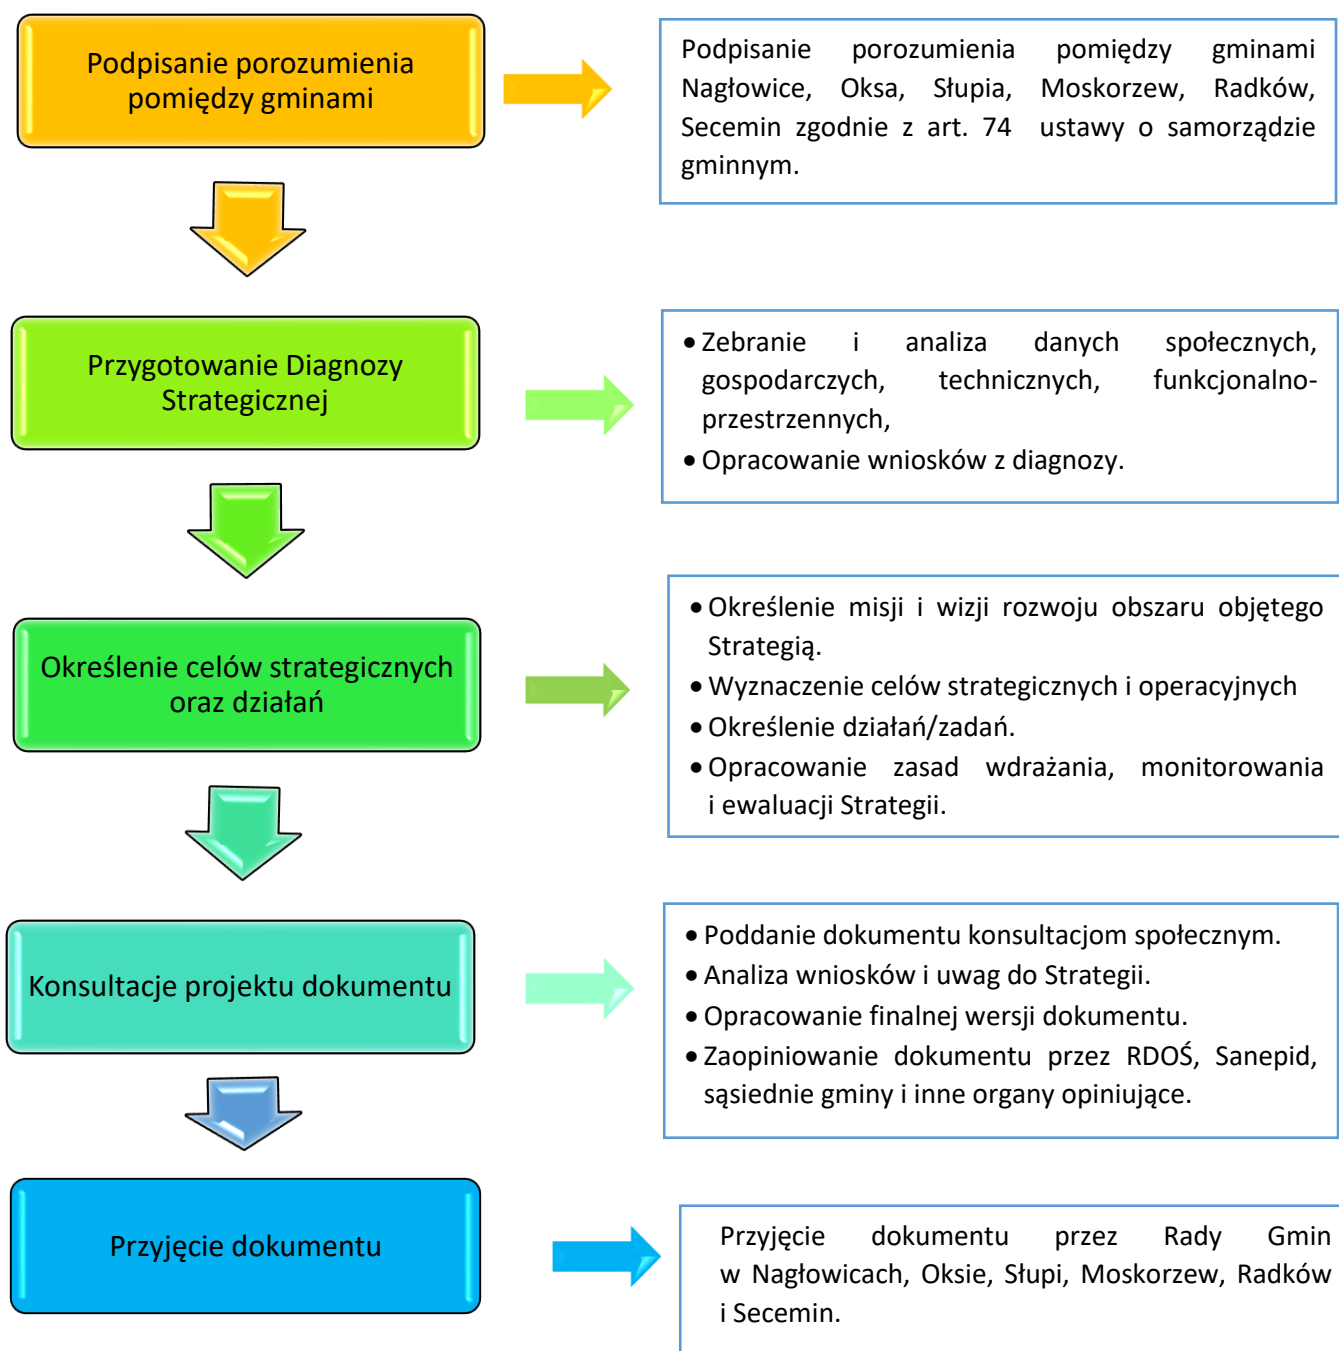 Podpisanie porozumienia
pomiędzy gminami
Podpisanie porozumienia pomiędzy gminami
Nagłowice, Oksa, Słupia, Moskorzew, Radków,
Secemin zgodnie z art. 74 ustawy o samorządzie
gminnym.
Przygotowanie Diagnozy
Strategicznej
• Zebranie i analiza danych społecznych,
gospodarczych, technicznych, funkcjonalno-
przestrzennych,
• Opracowanie wniosków z diagnozy.
Określenie celów strategicznych
oraz działań
• Określenie misji i wizji rozwoju obszaru objętego
Strategią.
• Wyznaczenie celów strategicznych i operacyjnych
• Określenie działań/zadań.
• Opracowanie zasad wdrażania, monitorowania
i ewaluacji Strategii.
Konsultacje projektu dokumentu
• Poddanie dokumentu konsultacjom społecznym.
• Analiza wniosków i uwag do Strategii.
• Opracowanie finalnej wersji dokumentu.
• Zaopiniowanie dokumentu przez RDOŚ, Sanepid,
sąsiednie gminy i inne organy opiniujące.
Przyjęcie dokumentu
Przyjęcie dokumentu przez Rady Gmin
w Nagłowicach, Oksie, Słupi, Moskorzew, Radków
i Secemin.